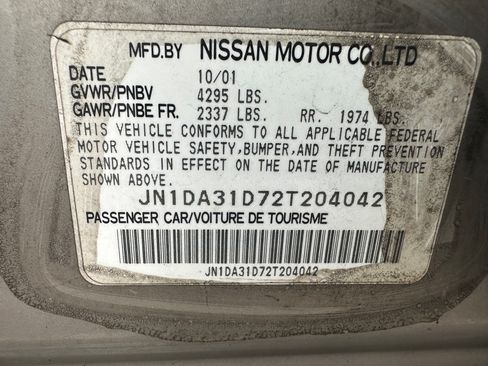 MFD.BY NISSAN MOTOR CO.,LTD
DATE 10/01
GVWR/PNBV 4295 LBS.
GAWR/PNBE FR. 2337 LBS. RR. 1974 LBS.
THIS VEHICLE CONFORMS TO ALL APPLICABLE FEDERAL
MOTOR VEHICLE SAFETY,BUMPER,AND THEFT PREVENTION
STANDARDS IN EFFECT ON THE DATE OF MANUFACTURE
SHOWN ABOVE.
JN1DA31D72T204042
PASSENGER CAR/VOITURE DE TOURISME
JN1DA31D72T204042